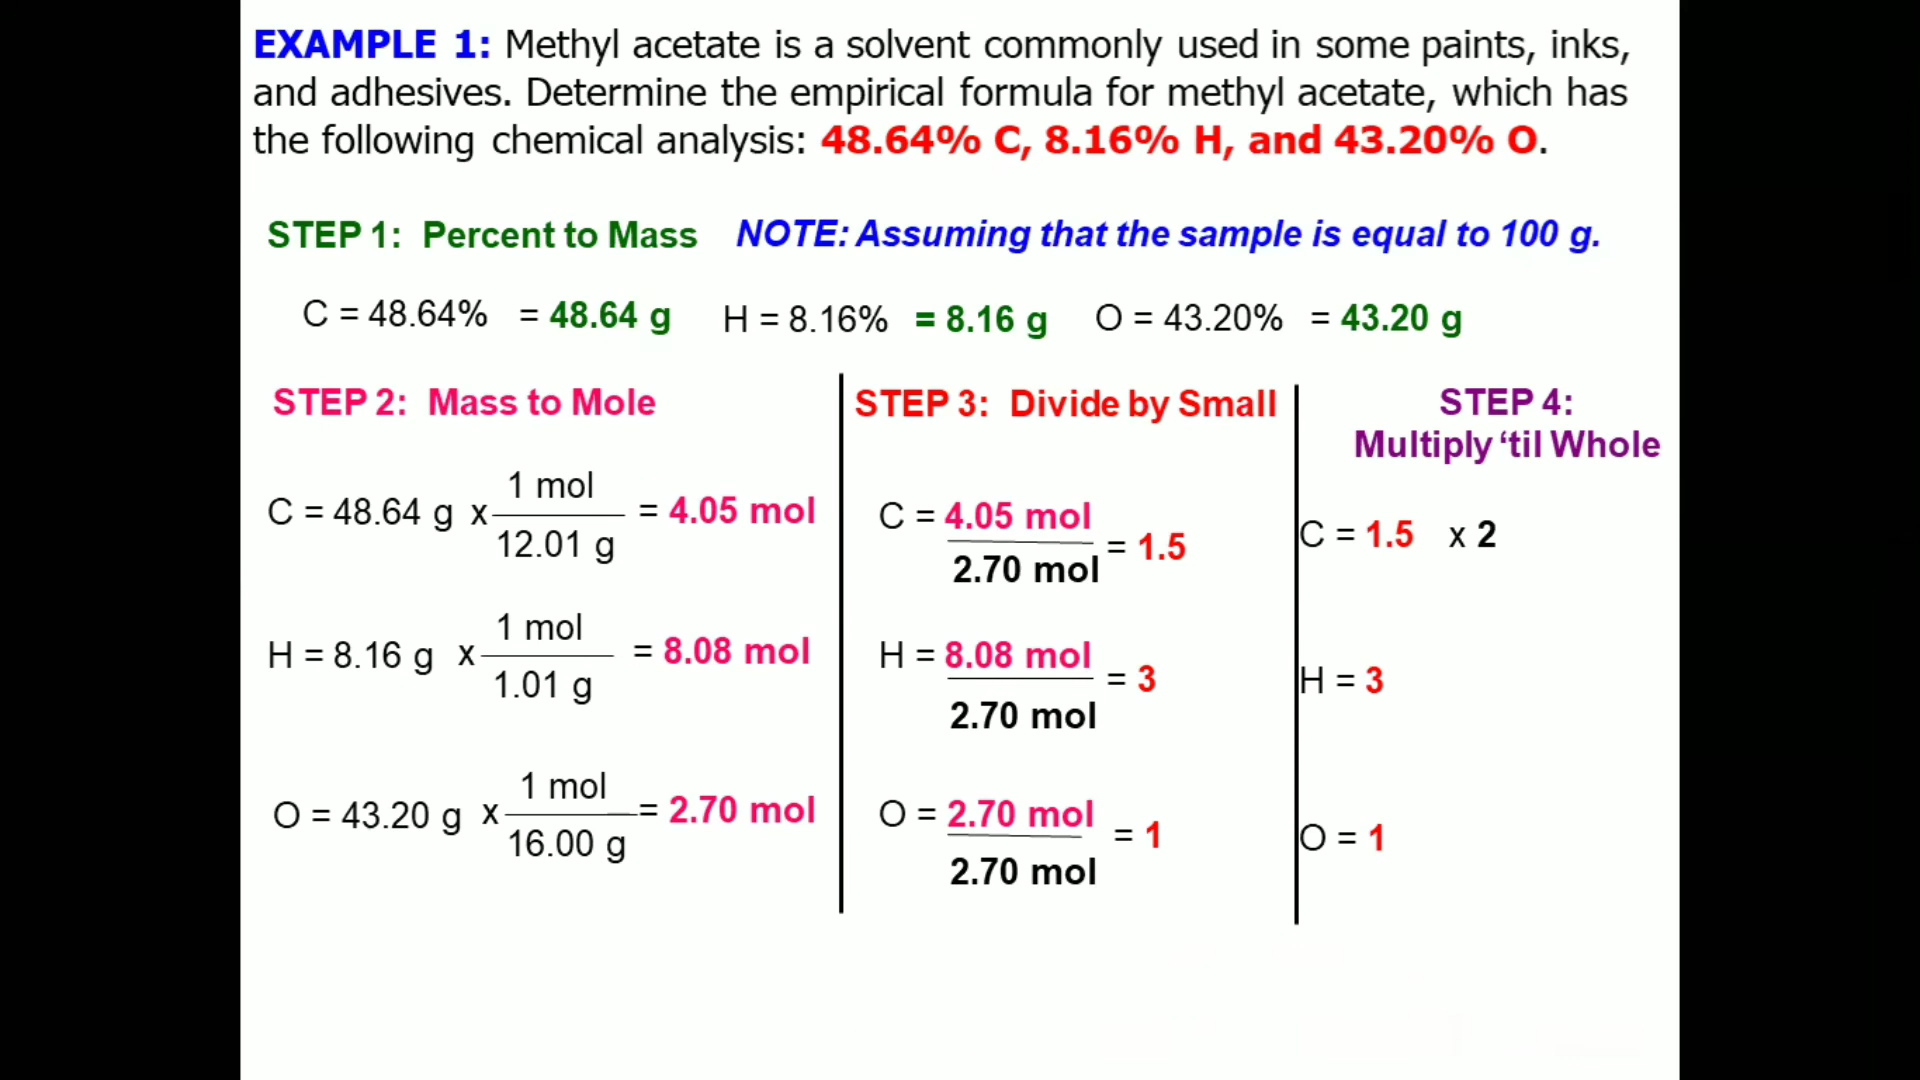 EXAMPLE 1: Methyl acetate is a solvent commonly used in some paints, inks,
and adhesives. Determine the empirical formula for methyl acetate, which has
the following chemical analysis: 48.64% C, 8.16% H, and 43.20% O.
STEP 1: Percent to Mass NOTE: Assuming that the sample is equal to 100 g.
C = 48.64% = 48.64 g H = 8.16% = 8.16 g O = 43.20% = 43.20 g
STEP 2: Mass to Mole
C = 48.64 g x 1 mol / 12.01 g = 4.05 mol
H = 8.16 g x 1 mol / 1.01 g = 8.08 mol
O = 43.20 g x 1 mol / 16.00 g = 2.70 mol
STEP 3: Divide by Small
C = 4.05 mol / 2.70 mol = 1.5
H = 8.08 mol / 2.70 mol = 3
O = 2.70 mol / 2.70 mol = 1
STEP 4:
Multiply ‘til Whole
C = 1.5 x 2
H = 3
O = 1